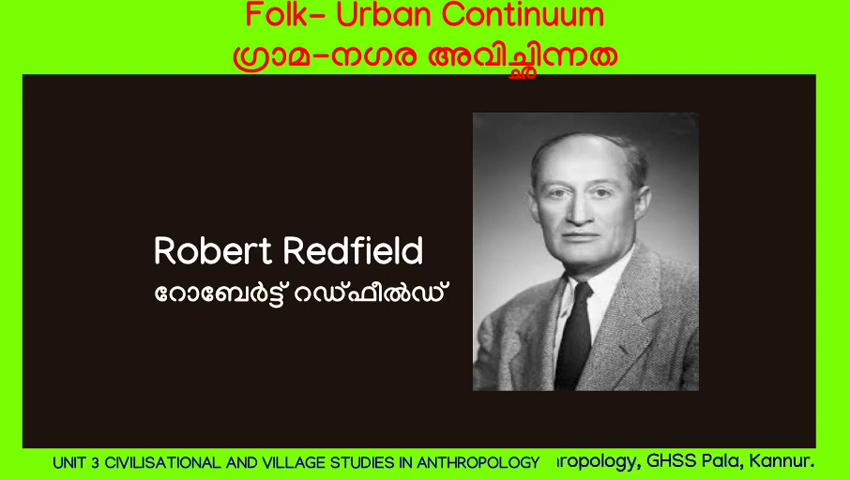 Folk- Urban Continuum
ഗ്രാമ-നഗര അവിച്ഛിന്നത
Robert Redfield
റോബേർട്ട് റഡ്ഫീൽഡ്
UNIT 3 CIVILISATIONAL AND VILLAGE STUDIES IN ANTHROPOLOGY
ropology, GHSS Pala, Kannur.